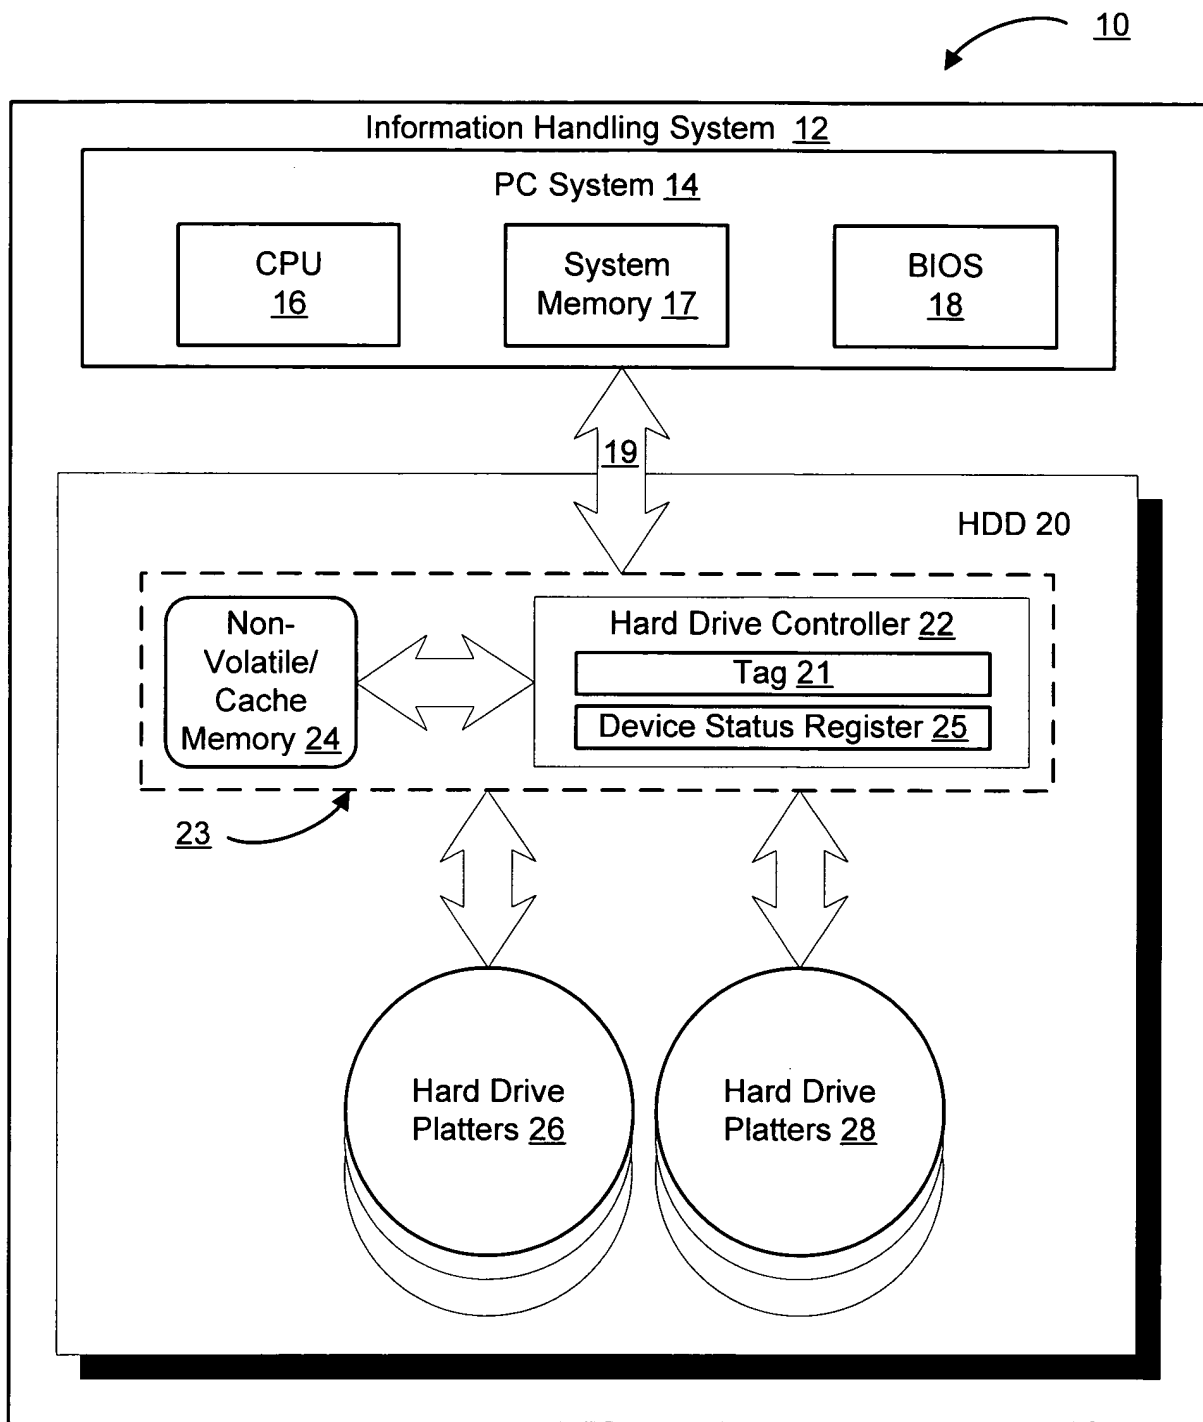 10
Information Handling System 12
PC System 14
CPU
16
System
Memory 17
BIOS
18
19
HDD 20
Non-
Volatile/
Cache
Memory 24
Hard Drive Controller 22
Tag 21
Device Status Register 25
23
Hard Drive
Platters 26
Hard Drive
Platters 28